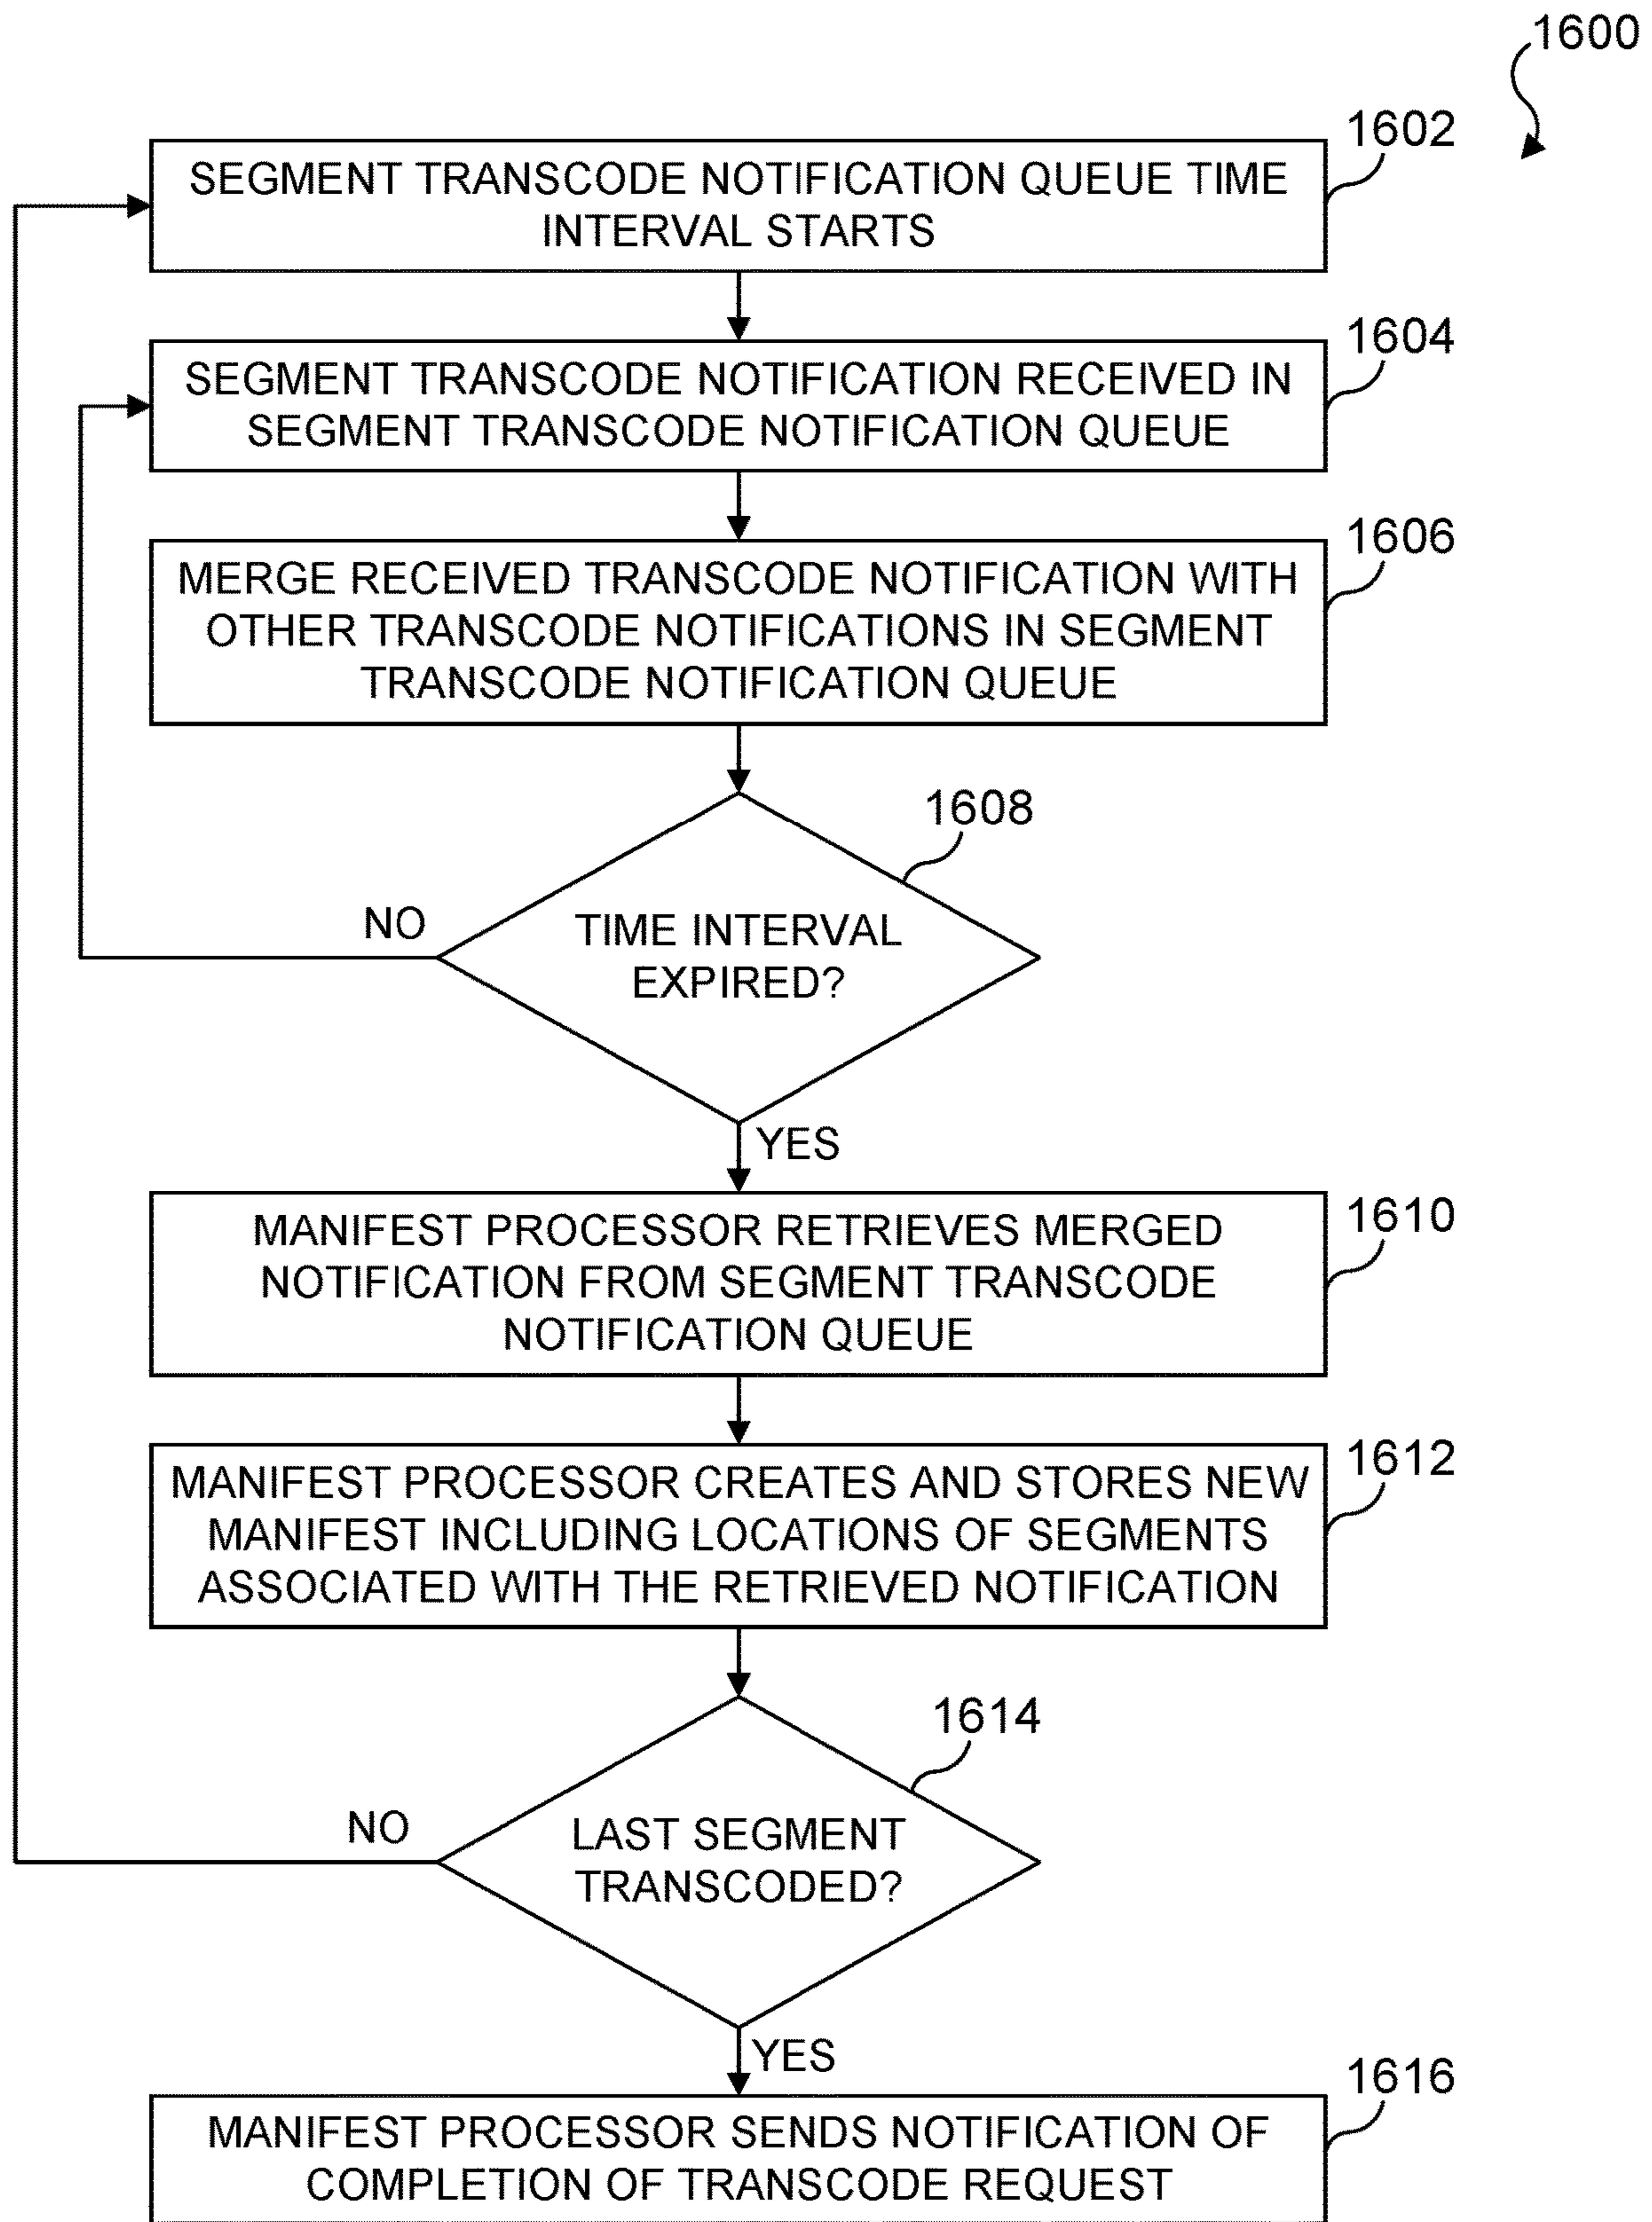 1600
1602
SEGMENT TRANSCODE NOTIFICATION QUEUE TIME
INTERVAL STARTS
1604
SEGMENT TRANSCODE NOTIFICATION RECEIVED IN
SEGMENT TRANSCODE NOTIFICATION QUEUE
1606
MERGE RECEIVED TRANSCODE NOTIFICATION WITH
OTHER TRANSCODE NOTIFICATIONS IN SEGMENT
TRANSCODE NOTIFICATION QUEUE
1608
NO
TIME INTERVAL
EXPIRED?
YES
1610
MANIFEST PROCESSOR RETRIEVES MERGED
NOTIFICATION FROM SEGMENT TRANSCODE
NOTIFICATION QUEUE
1612
MANIFEST PROCESSOR CREATES AND STORES NEW
MANIFEST INCLUDING LOCATIONS OF SEGMENTS
ASSOCIATED WITH THE RETRIEVED NOTIFICATION
1614
NO
LAST SEGMENT
TRANSCODED?
YES
1616
MANIFEST PROCESSOR SENDS NOTIFICATION OF
COMPLETION OF TRANSCODE REQUEST